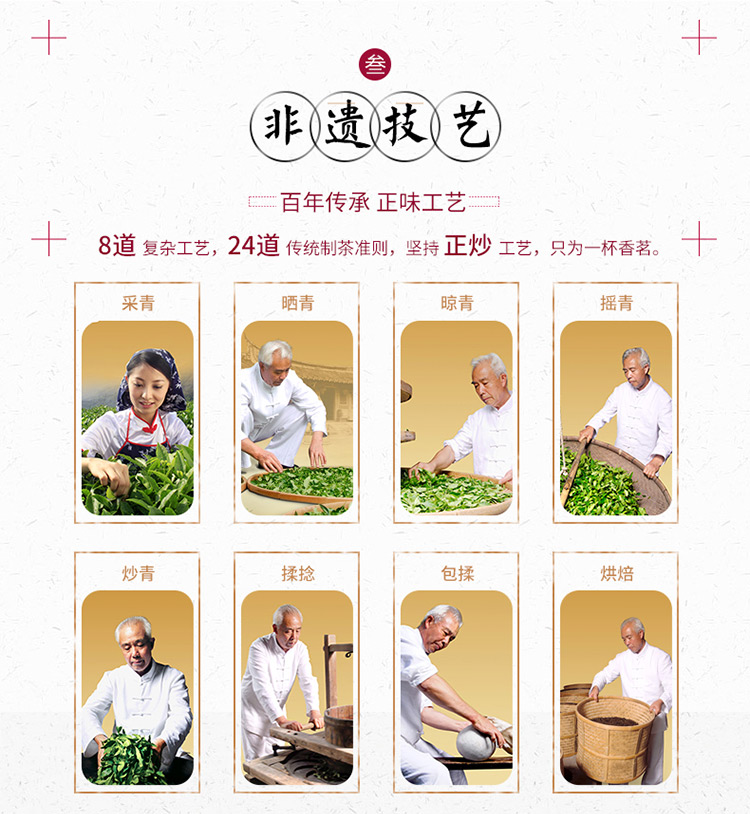 叁
非遗技艺
百年传承 正味工艺
8道 复杂工艺，24道 传统制茶准则，坚持 正炒 工艺，只为一杯香茗。
采青 晒青 晾青 摇青
炒青 揉捻 包揉 烘焙